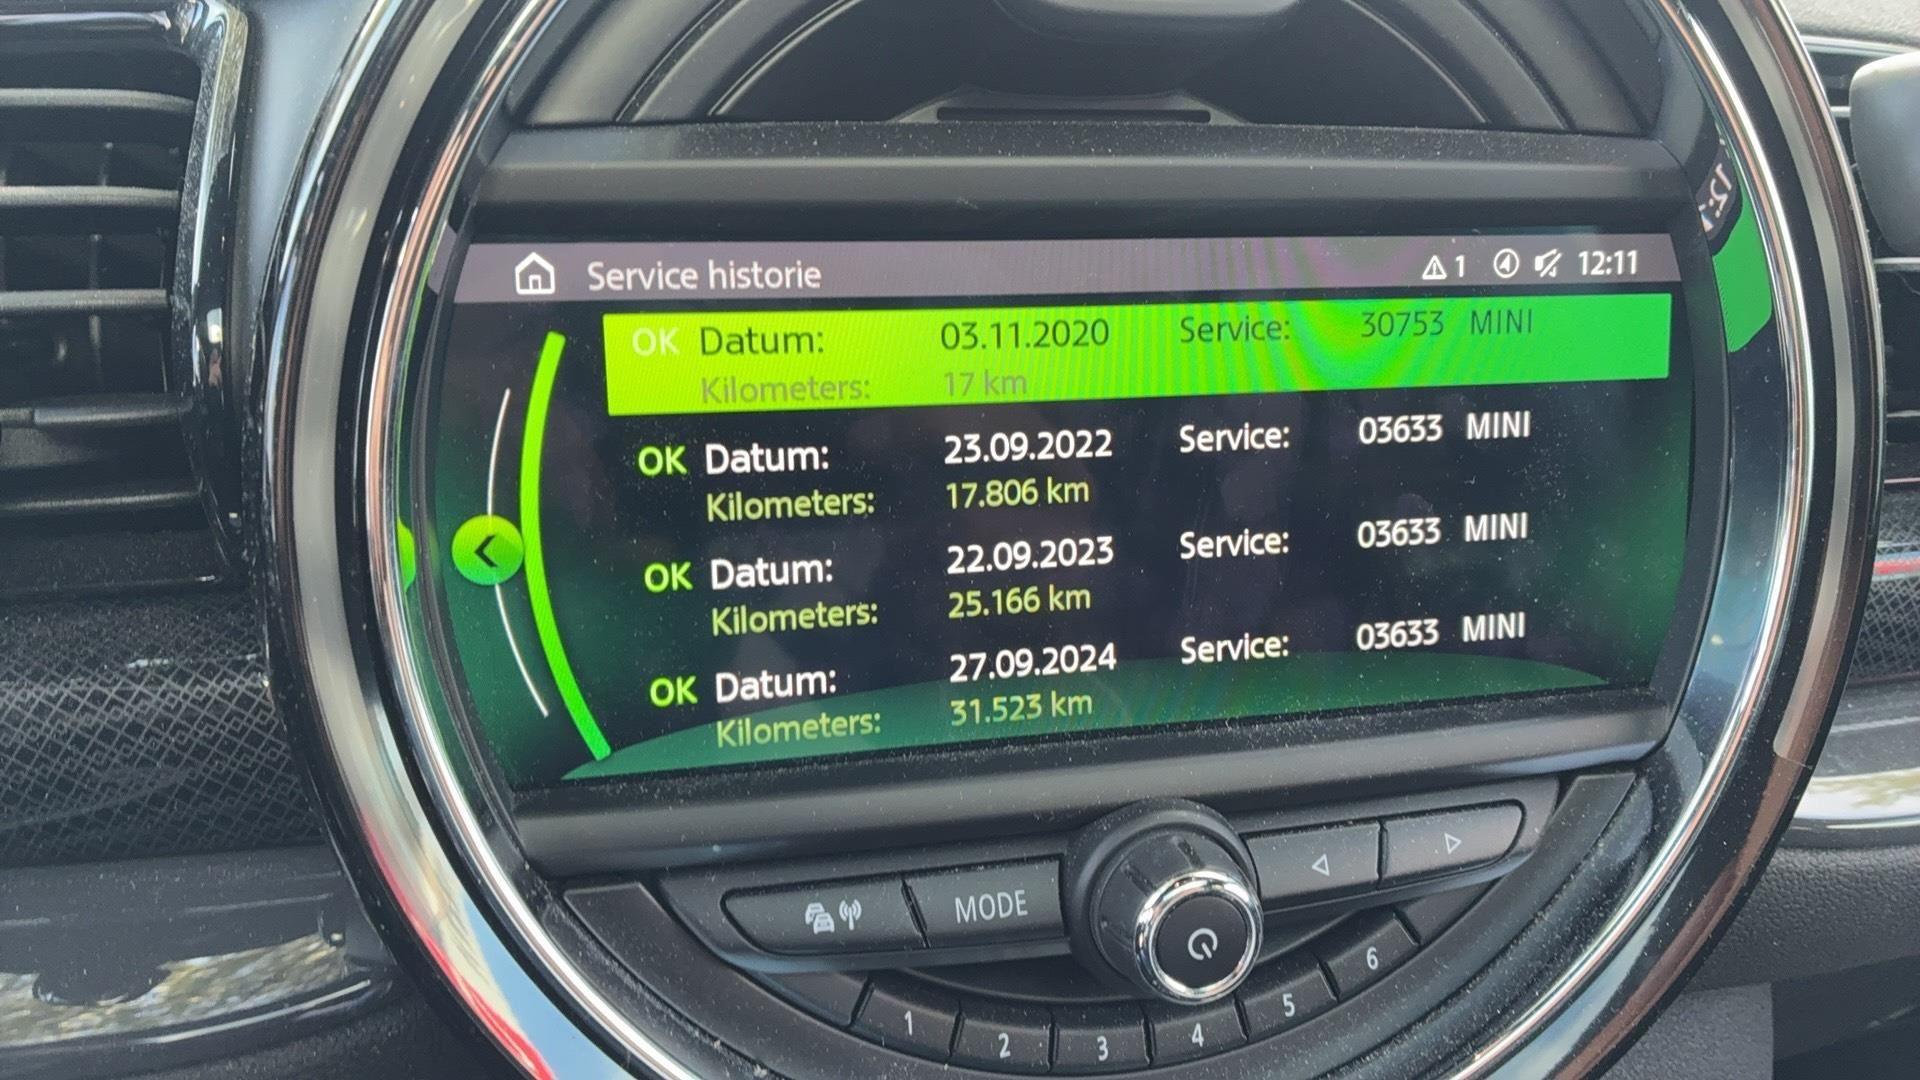 Service historie 1 12:11
OK Datum: 03.11.2020 Service: 30753 MINI
Kilometers: 17 km
OK Datum: 23.09.2022 Service: 03633 MINI
Kilometers: 17.806 km
OK Datum: 22.09.2023 Service: 03633 MINI
Kilometers: 25.166 km
OK Datum: 27.09.2024 Service: 03633 MINI
Kilometers: 31.523 km
MODE
1 2 3 4 5 6